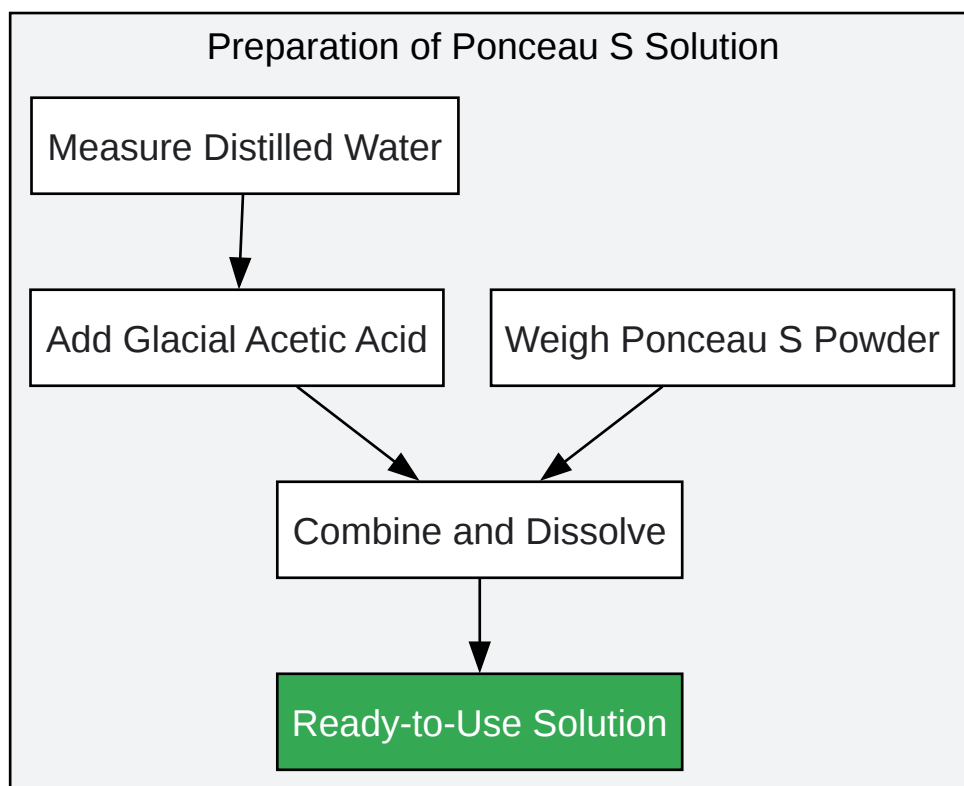 Preparation of Ponceau S Solution
Measure Distilled Water
Add Glacial Acetic Acid
Weigh Ponceau S Powder
Combine and Dissolve
Ready-to-Use Solution